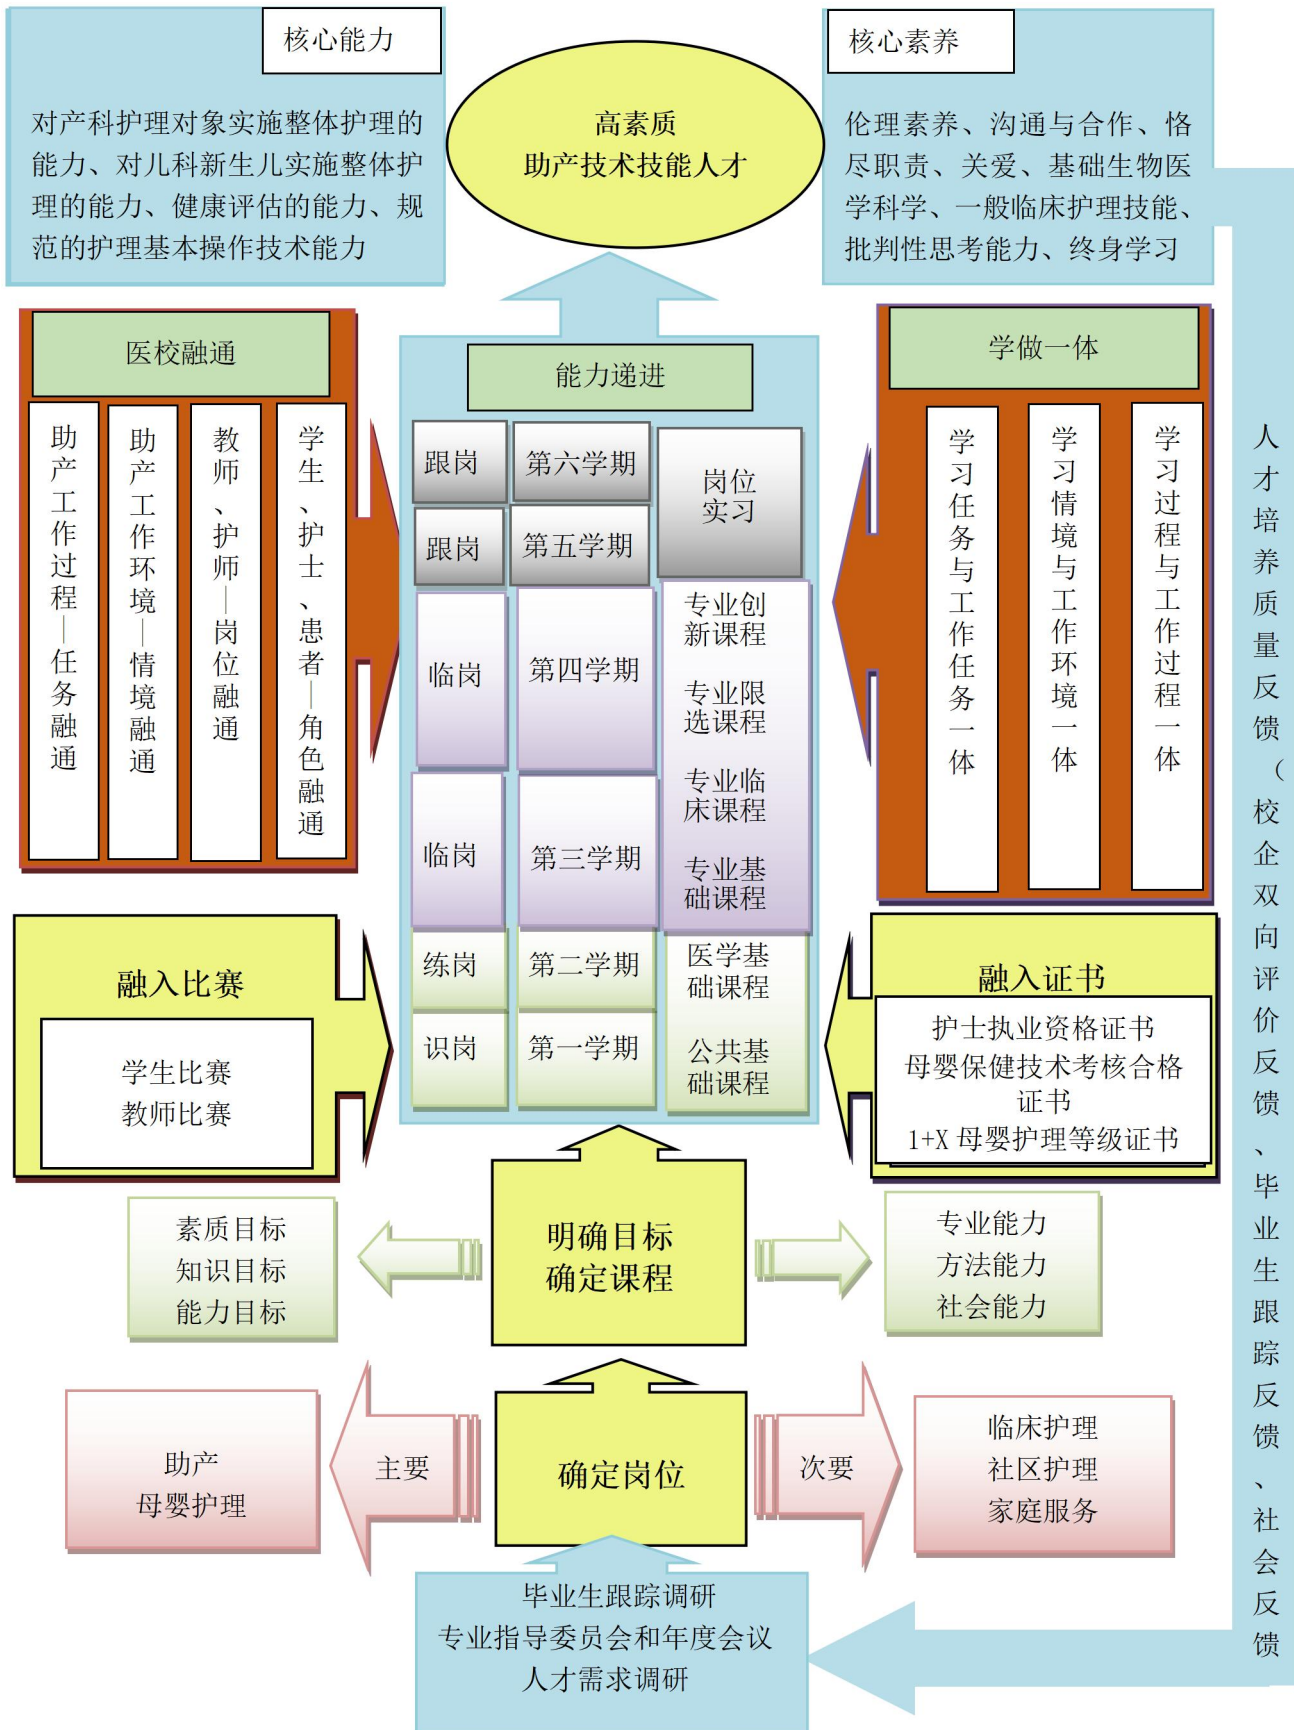 核心能力
对产科护理对象实施整体护理的
能力、对儿科新生儿实施整体护
理的能力、健康评估的能力、规
范的护理基本操作技术能力
高素质
助产技术技能人才
核心素养
伦理素养、沟通与合作、恪
尽职责、关爱、基础生物医
学科学、一般临床护理技能、
批判性思考能力、终身学习
医校融通
助产工作过程—任务融通
助产工作环境—情境融通
教师、护师—岗位融通
学生、护士、患者—角色融通
能力递进
跟岗
第六学期
岗位
实习
跟岗
第五学期
临岗
第四学期
专业创
新课程
专业限
选课程
专业临
床课程
专业基
础课程
临岗
第三学期
练岗
第二学期
医学基
础课程
识岗
第一学期
公共基
础课程
学做一体
学习任务与工作任务一体
学习情境与工作环境一体
学习过程与工作过程一体
融入比赛
学生比赛
教师比赛
融入证书
护士执业资格证书
母婴保健技术考核合格
证书
1+X 母婴护理等级证书
素质目标
知识目标
能力目标
明确目标
确定课程
专业能力
方法能力
社会能力
助产
母婴护理
主要
确定岗位
次要
临床护理
社区护理
家庭服务
毕业生跟踪调研
专业指导委员会和年度会议
人才需求调研
人才培养质量反馈（校企双向评价反馈、毕业生跟踪反馈、社会反馈